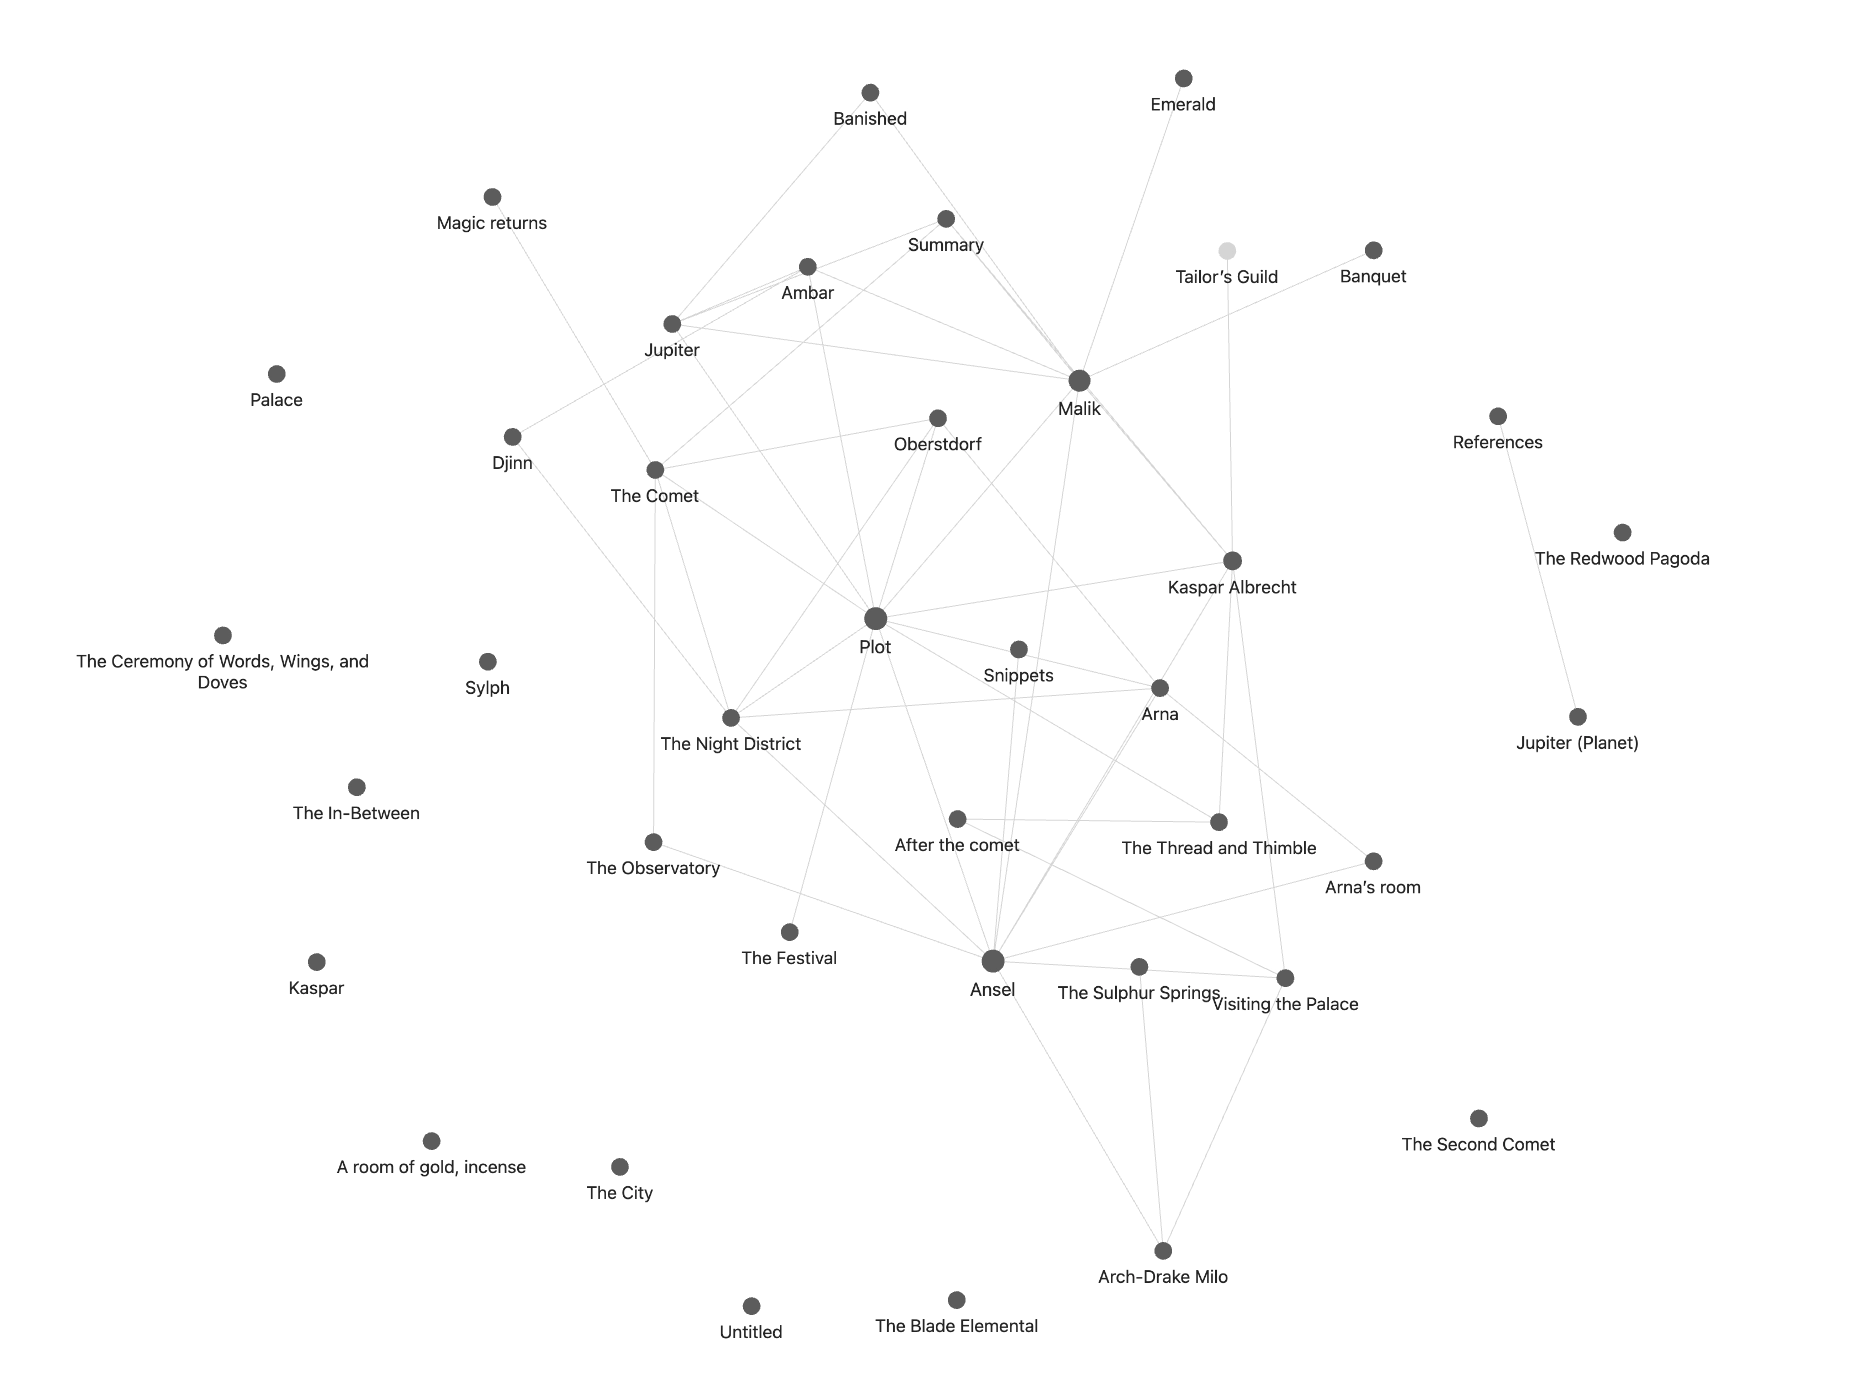 Emerald
Banished
Magic returns
Summary
Tailor’s Guild
Banquet
Ambar
Jupiter
Palace
Malik
References
Oberstdorf
Djinn
The Comet
The Redwood Pagoda
Kaspar Albrecht
Plot
The Ceremony of Words, Wings, and
Doves
Snippets
Sylph
Arna
The Night District
Jupiter (Planet)
The In-Between
After the comet
The Thread and Thimble
The Observatory
Arna’s room
The Festival
Kaspar
Ansel
The Sulphur Springs
Visiting the Palace
The Second Comet
A room of gold, incense
The City
Arch-Drake Milo
The Blade Elemental
Untitled